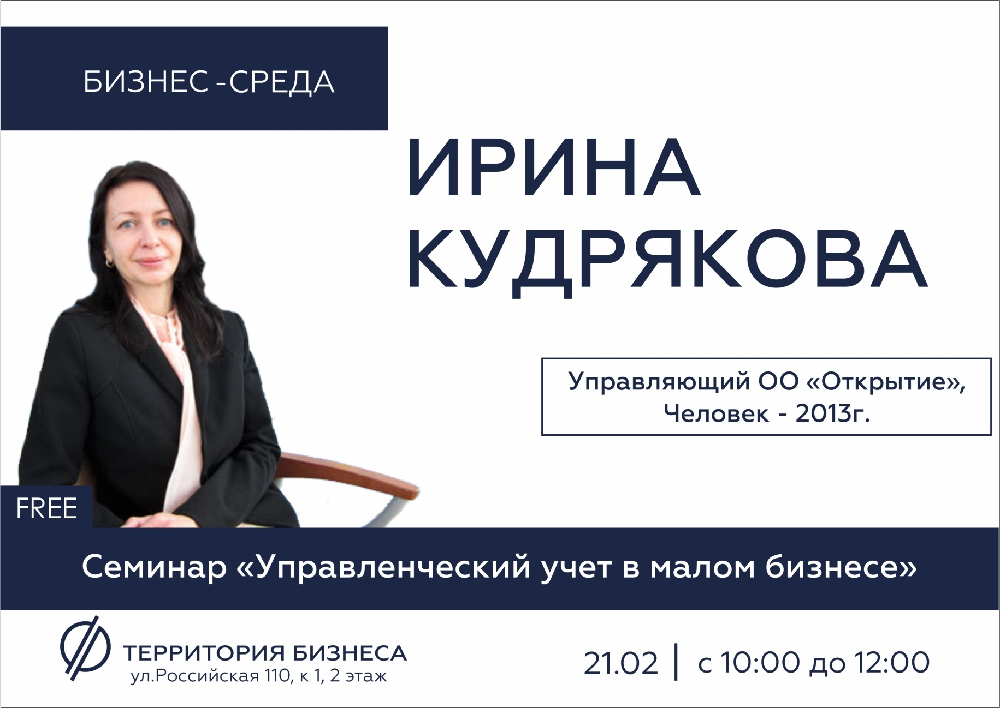 БИЗНЕС -СРЕДА
ИРИНА
КУДРЯКОВА
Управляющий ОО «Открытие»,
Человек - 2013г.
FREE
Семинар «Управленческий учет в малом бизнесе»
ТЕРРИТОРИЯ БИЗНЕСА
ул.Российская 110, к 1, 2 этаж
21.02 | с 10:00 до 12:00